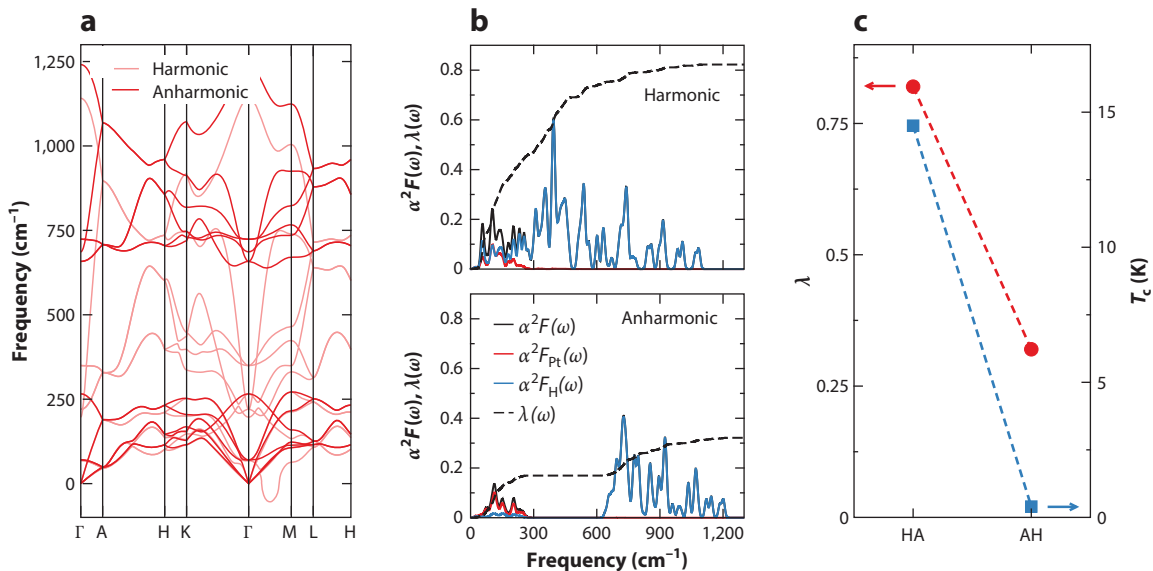 a
Frequency (cm⁻¹)
1,250
1,000
750
500
250
0
Harmonic
Anharmonic
Γ A H K Γ M L H
b
α²F(ω), λ(ω)
0.8
0.6
0.4
0.2
0
Harmonic
α²F(ω), λ(ω)
0.8
0.6
0.4
0.2
0
Anharmonic
α²F(ω)
α²F_Pt(ω)
α²F_H(ω)
λ(ω)
0 300 600 900 1,200
Frequency (cm⁻¹)
c
λ
0.75
0.5
0.25
0
15
10
5
0
T_c (K)
HA AH